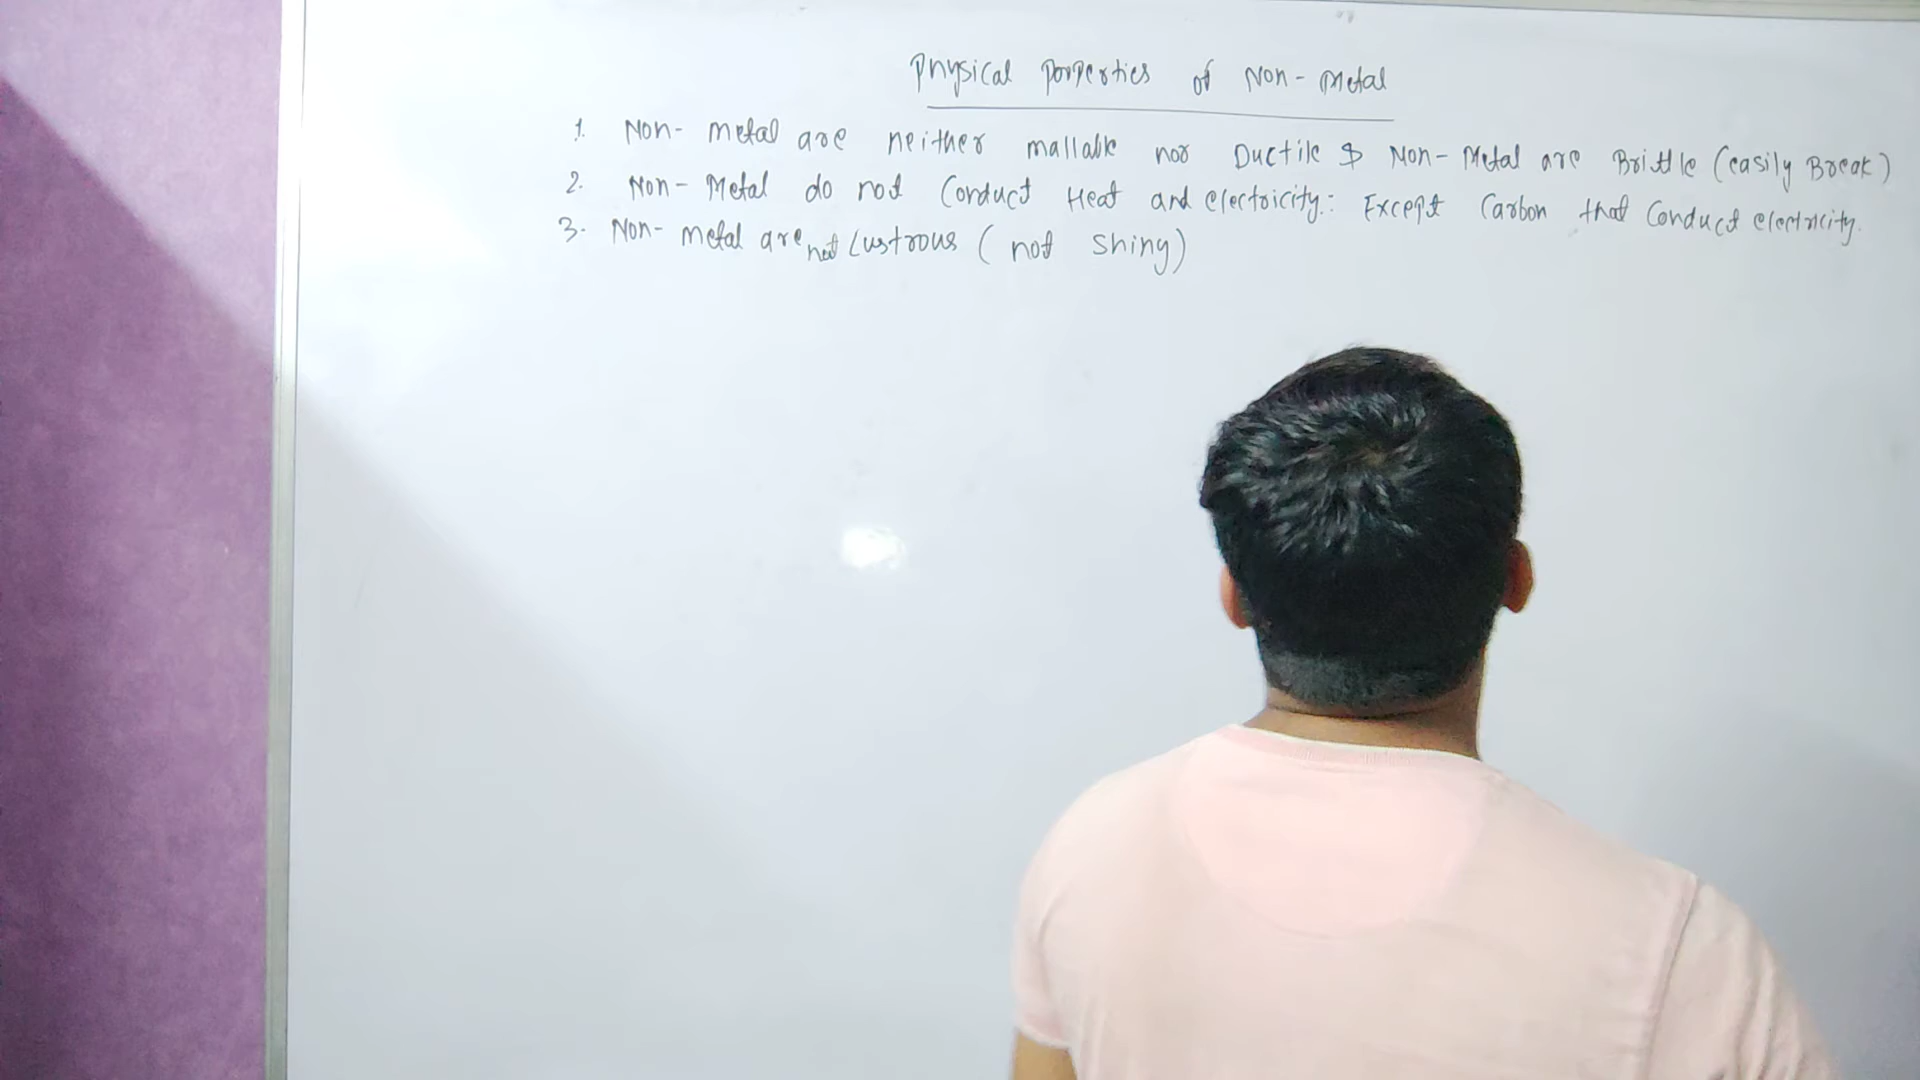 Physical poopesties of Non-Metal
1. Non-metal are neither mallable nor Ductile $ Non-Metal are Brittle (easily Break)
2. Non-Metal do not Conduct Heat and electricity.: Except Carbon that Conduct electricity.
3. Non-metal are not Lustrous (not shiny)